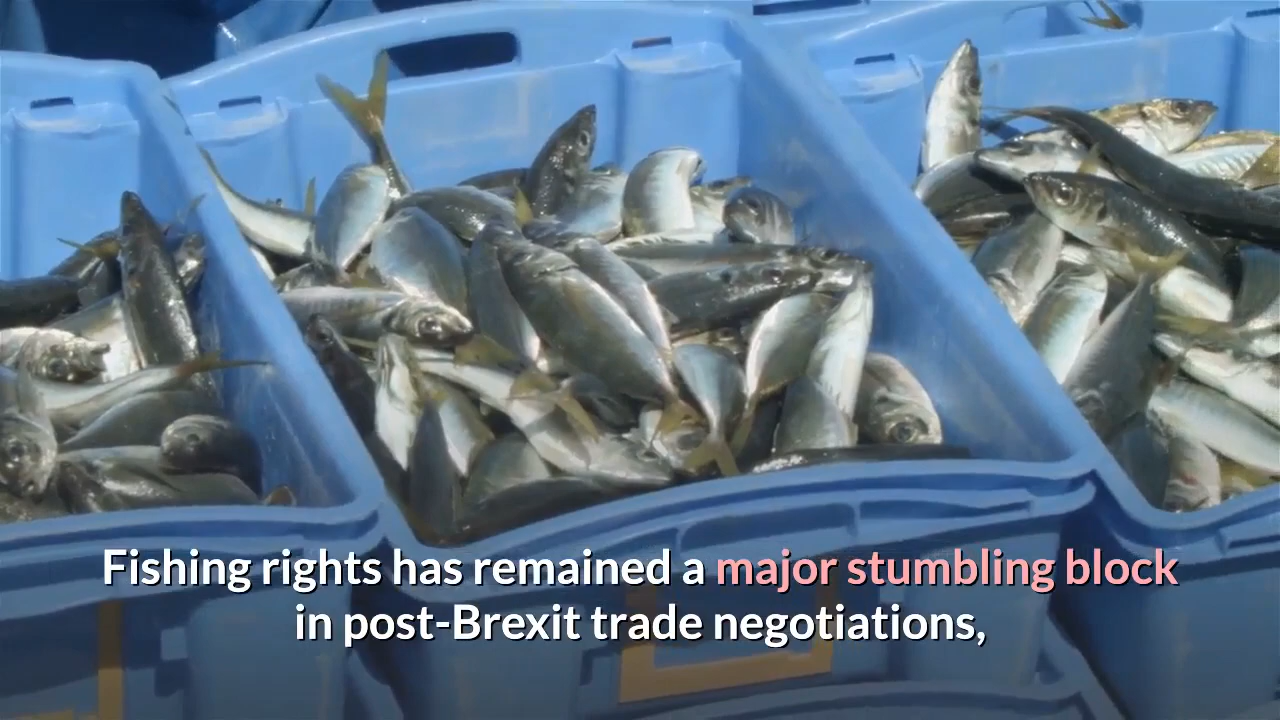 Fishing rights has remained a major stumbling block
in post-Brexit trade negotiations,